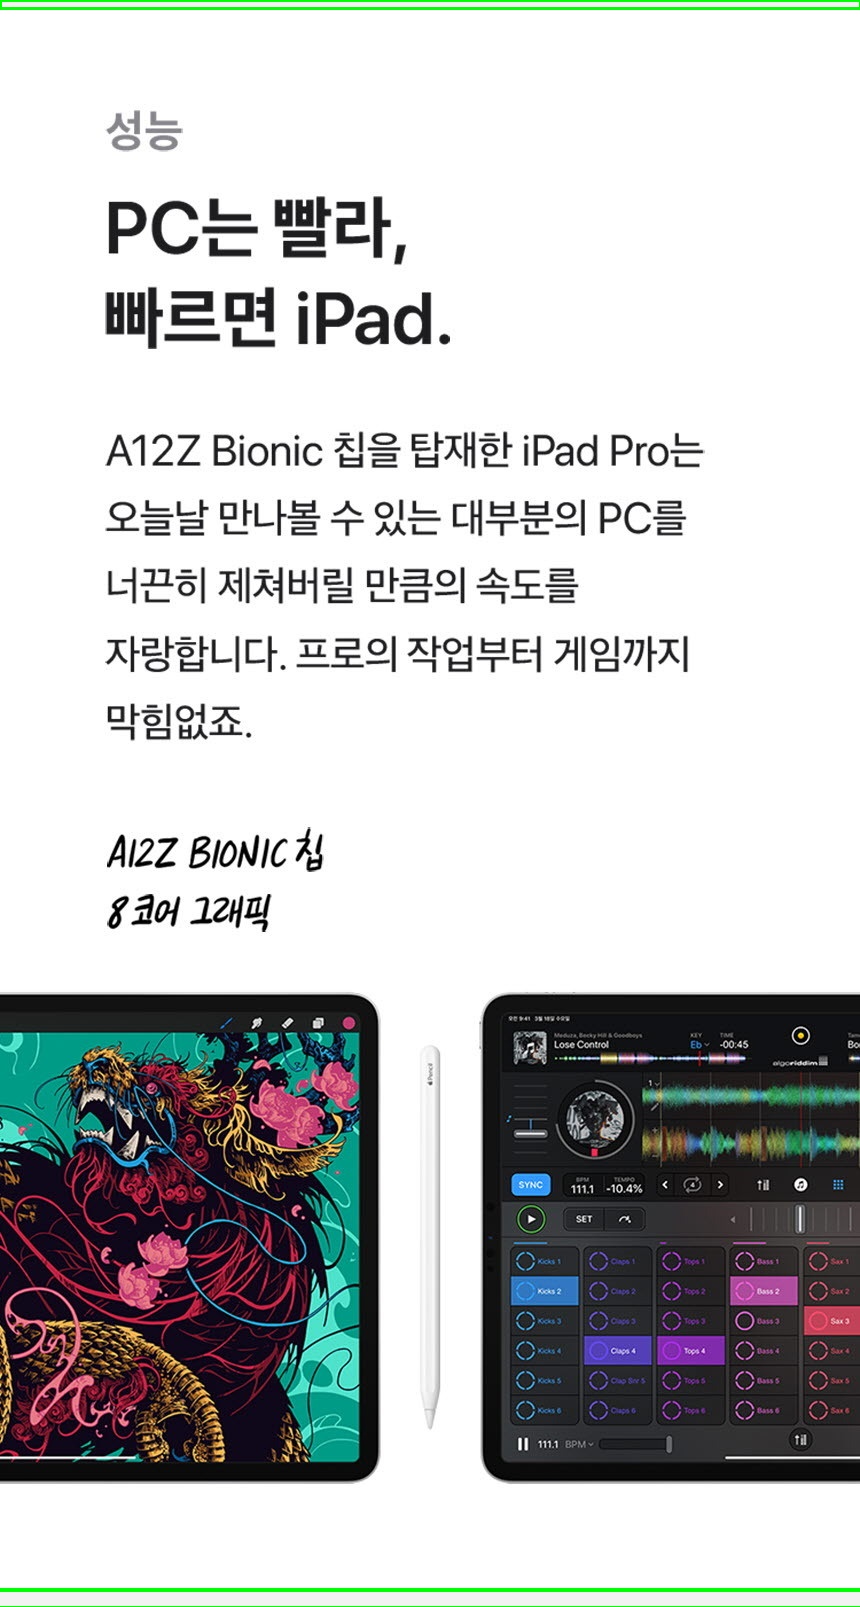 성능
PC는 빨라,
빠르면 iPad.
A12Z Bionic 칩을 탑재한 iPad Pro는
오늘날 만나볼 수 있는 대부분의 PC를
너끈히 제쳐버릴 만큼의 속도를
자랑합니다. 프로의 작업부터 게임까지
막힘없죠.
A12Z BIONIC 칩
8코어 그래픽
Pencil
오전 9:41 3월 18일 수요일
Meduza, Becky Hill & Goodboys
Lose Control
KEY
Eb
TIME
-00:45
algoriddim
1
SYNC
BPM
111.1
TEMPO
-10.4%
4
SET
Kicks 1 Claps 1 Tops 1 Bass 1 Sax 1
Kicks 2 Claps 2 Tops 2 Bass 2 Sax 2
Kicks 3 Claps 3 Tops 3 Bass 3 Sax 3
Kicks 4 Claps 4 Tops 4 Bass 4 Sax 4
Kicks 5 Clap Snr 5 Tops 5 Bass 5 Sax 5
Kicks 6 Claps 6 Tops 6 Bass 6 Sax 6
111.1 BPM